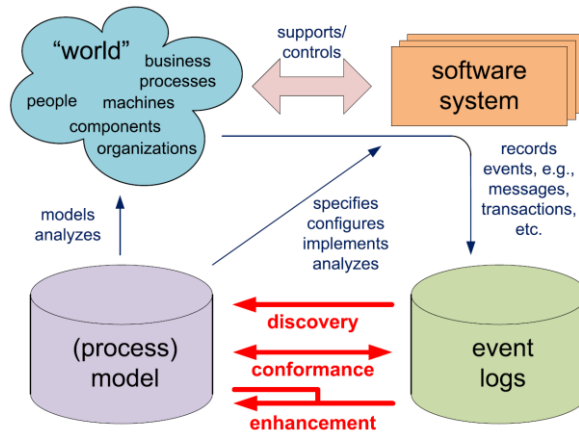 “world”
business
processes
people
machines
components
organizations
supports/
controls
software
system
records
events, e.g.,
messages,
transactions,
etc.
models
analyzes
specifies
configures
implements
analyzes
(process)
model
discovery
conformance
enhancement
event
logs